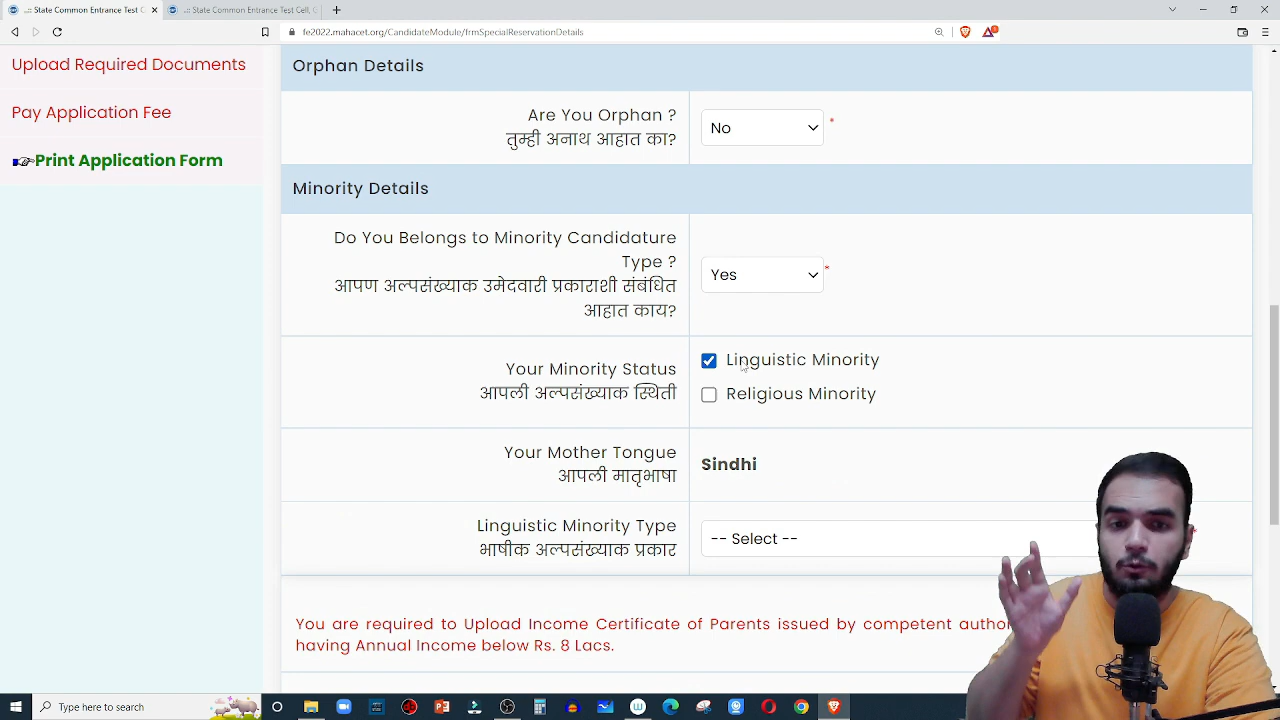 .:: State Common Entrance Test C
.:: State Common Entrance Test Cell, G
fe2022.mahacet.org/CandidateModule/frmSpecialReservationDetails
Upload Required Documents
Pay Application Fee
Print Application Form
Orphan Details
Are You Orphan ?
तुम्ही अनाथ आहात का?
No
*
Minority Details
Do You Belongs to Minority Candidature
Type ?
आपण अल्पसंख्याक उमेदवारी प्रकाराशी संबंधित
आहात काय?
Yes
*
Your Minority Status
आपली अल्पसंख्याक स्थिती
Linguistic Minority
Religious Minority
Your Mother Tongue
आपली मातृभाषा
Sindhi
Linguistic Minority Type
भाषीक अल्पसंख्याक प्रकार
-- Select --
You are required to Upload Income Certificate of Parents issued by competent
having Annual Income below Rs. 8 Lacs.
Type here to search